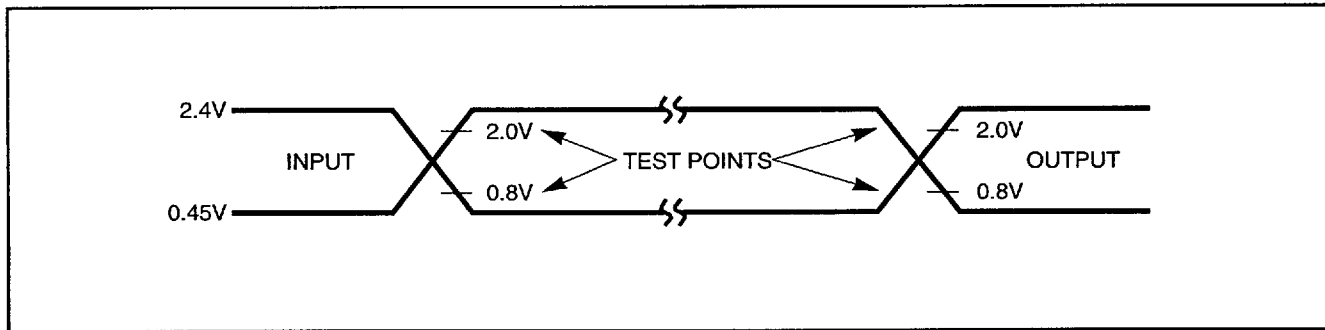 2.4V
2.0V
2.0V
INPUT
TEST POINTS
OUTPUT
0.8V
0.8V
0.45V